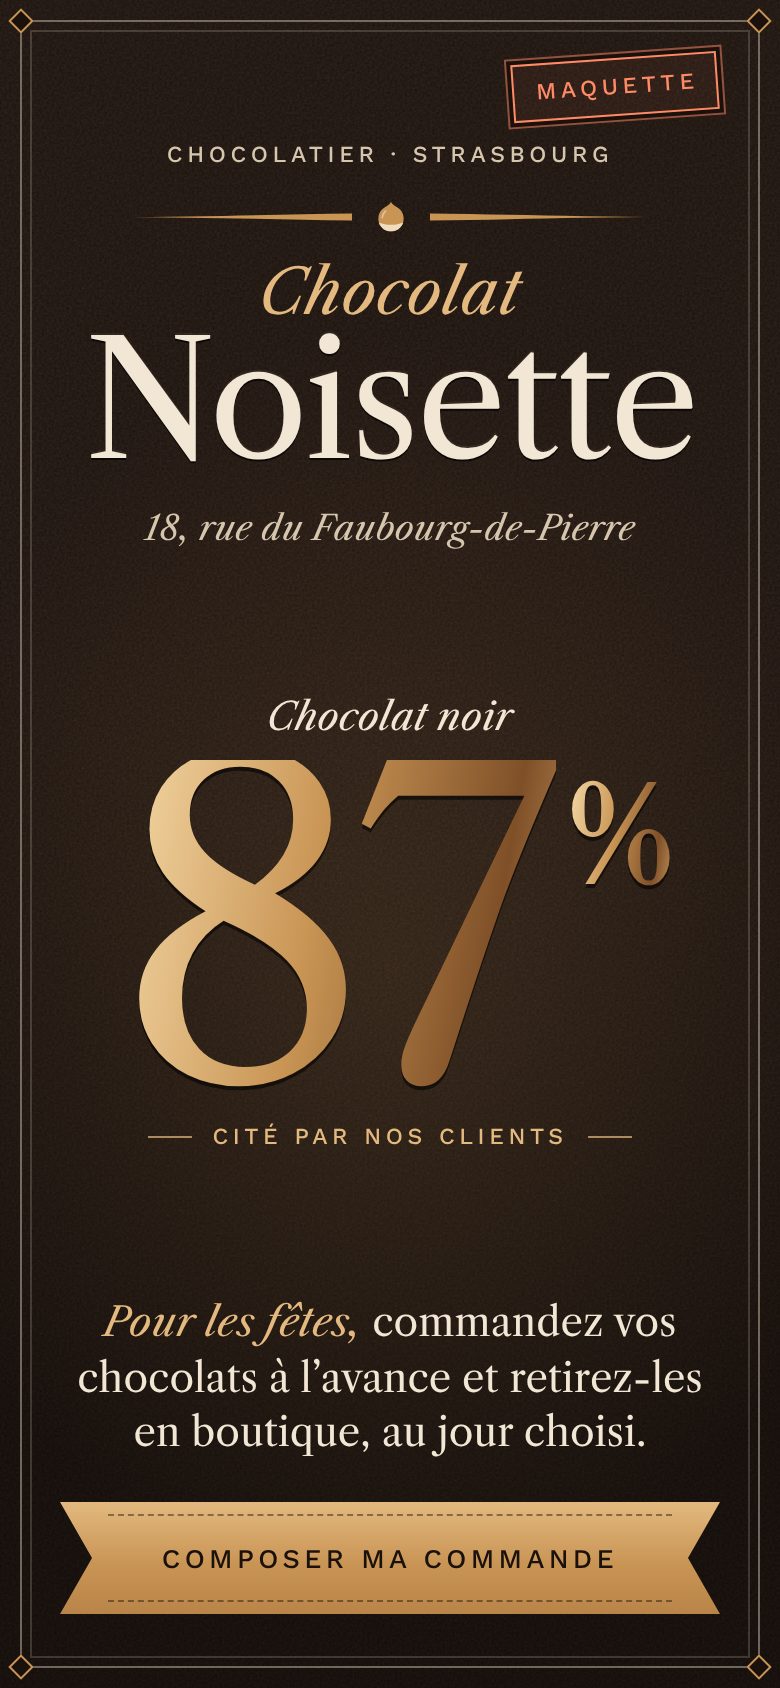 MAQUETTE
CHOCOLATIER · STRASBOURG
Chocolat
Noisette
18, rue du Faubourg-de-Pierre
Chocolat noir
87%
CITÉ PAR NOS CLIENTS
Pour les fêtes, commandez vos
chocolats à l’avance et retirez-les
en boutique, au jour choisi.
COMPOSER MA COMMANDE